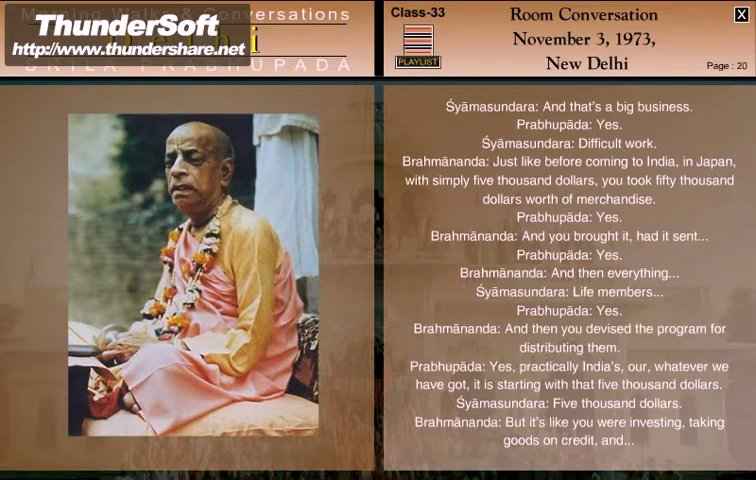 Morning Walks & Conversations
ThunderSoft
http://www.thundershare.net
SRILA PRABHUPADA
Class-33
PLAYLIST
Room Conversation
November 3, 1973,
New Delhi
X
Page : 20
Śyāmasundara: And that's a big business.
Prabhupāda: Yes.
Śyāmasundara: Difficult work.
Brahmānanda: Just like before coming to India, in Japan,
with simply five thousand dollars, you took fifty thousand
dollars worth of merchandise.
Prabhupāda: Yes.
Brahmānanda: And you brought it, had it sent...
Prabhupāda: Yes.
Brahmānanda: And then everything...
Śyāmasundara: Life members...
Prabhupāda: Yes.
Brahmānanda: And then you devised the program for
distributing them.
Prabhupāda: Yes, practically India's, our, whatever we
have got, it is starting with that five thousand dollars.
Śyāmasundara: Five thousand dollars.
Brahmānanda: But it's like you were investing, taking
goods on credit, and...